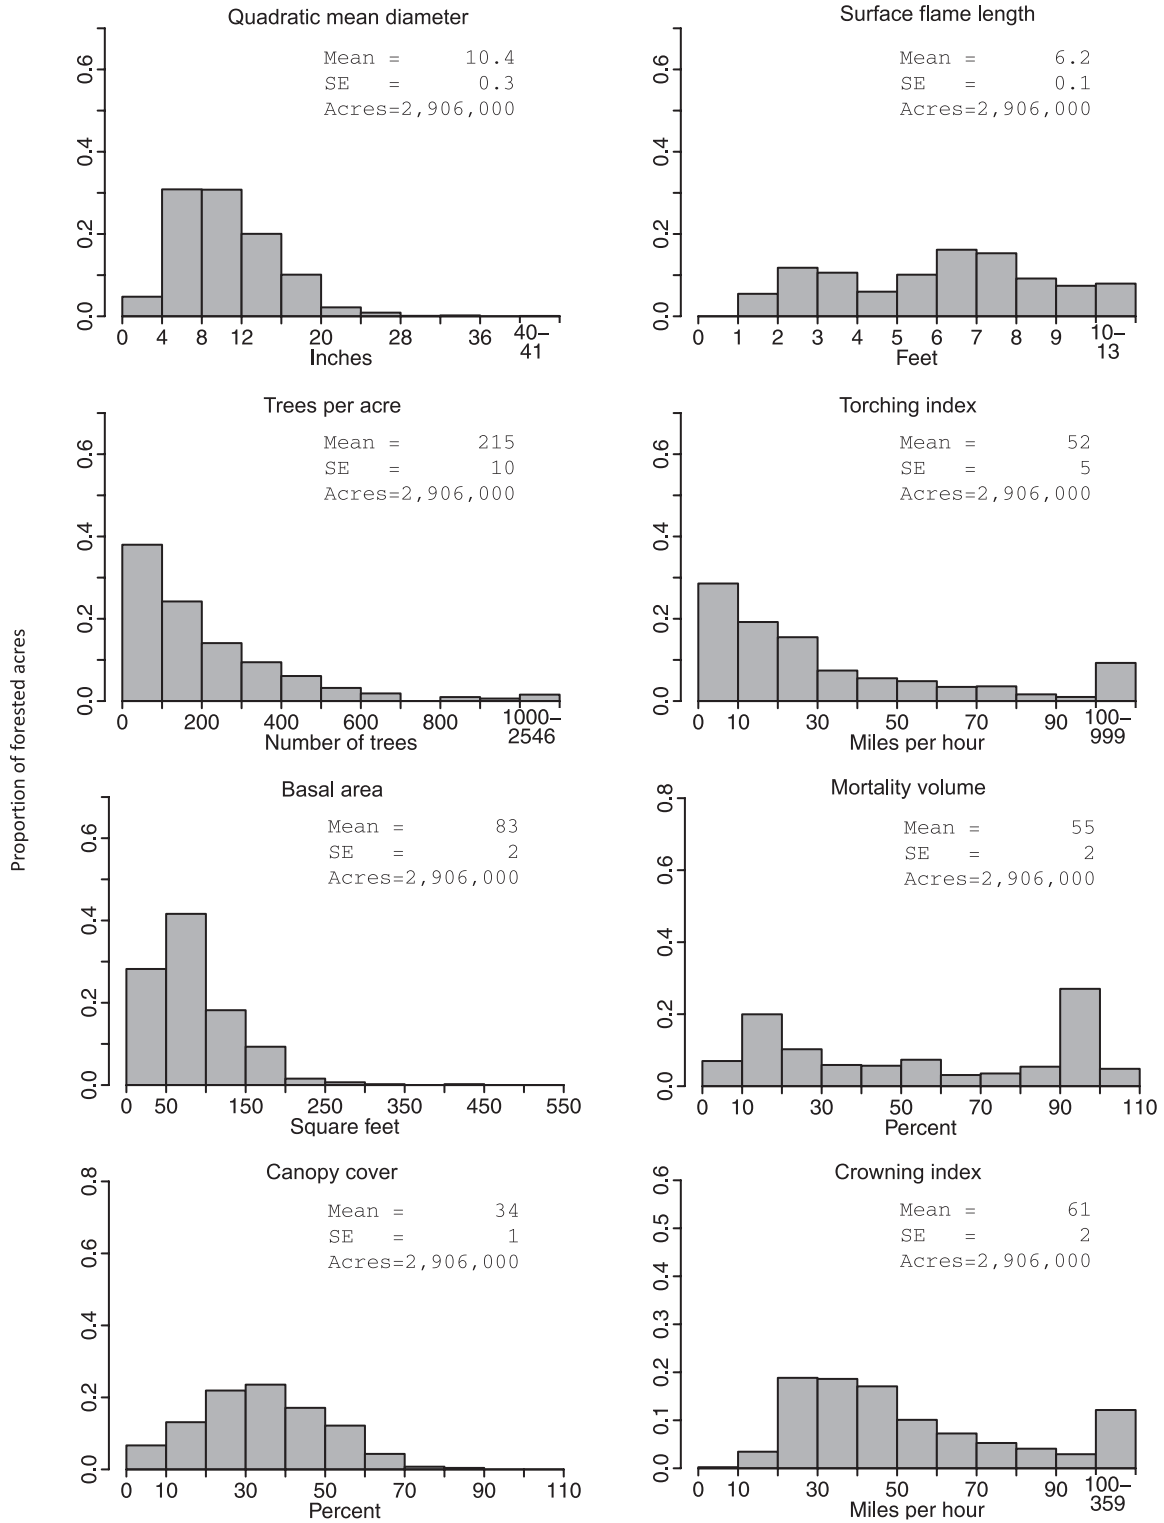 Proportion of forested acres
Quadratic mean diameter
Mean = 10.4
SE = 0.3
Acres=2,906,000
0.0 0.2 0.4 0.6
0 4 8 12 20 28 36 40–
41
Inches
Surface flame length
Mean = 6.2
SE = 0.1
Acres=2,906,000
0.0 0.2 0.4 0.6
0 1 2 3 4 5 6 7 8 9 10–
13
Feet
Trees per acre
Mean = 215
SE = 10
Acres=2,906,000
0.0 0.2 0.4 0.6
0 200 400 600 800 1000–
2546
Number of trees
Torching index
Mean = 52
SE = 5
Acres=2,906,000
0.0 0.2 0.4 0.6
0 10 30 50 70 90 100–
999
Miles per hour
Basal area
Mean = 83
SE = 2
Acres=2,906,000
0.0 0.2 0.4 0.6
0 50 150 250 350 450 550
Square feet
Mortality volume
Mean = 55
SE = 2
Acres=2,906,000
0.0 0.2 0.4 0.6 0.8
0 10 30 50 70 90 110
Percent
Canopy cover
Mean = 34
SE = 1
Acres=2,906,000
0.0 0.2 0.4 0.6 0.8
0 10 30 50 70 90 110
Percent
Crowning index
Mean = 61
SE = 2
Acres=2,906,000
0.0 0.1 0.2 0.3 0.4 0.5 0.6
0 10 30 50 70 90 100–
359
Miles per hour